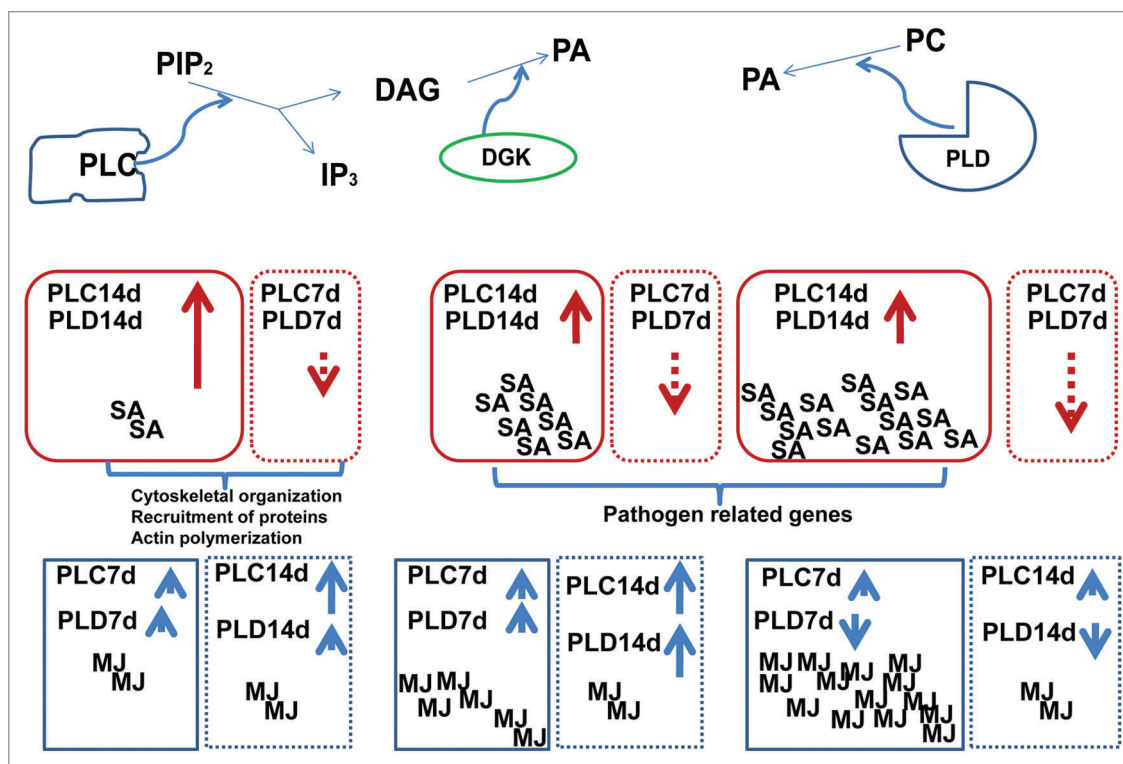 PIP2
PLC
IP3
DAG
PA
DGK
PC
PA
PLD
PLC14d
PLD14d
SA
SA
PLC7d
PLD7d
PLC14d
PLD14d
SA
SA
SA
SA
SA
SA
SA
PLC7d
PLD7d
PLC14d
PLD14d
SA
SA
SA
SA
SA
SA
SA
SA
SA
SA
SA
SA
SA
SA
PLC7d
PLD7d
Cytoskeletal organization
Recruitment of proteins
Actin polymerization
Pathogen related genes
PLC7d
PLD7d
MJ
MJ
PLC14d
PLD14d
MJ
MJ
PLC7d
PLD7d
MJ
MJ
MJ
MJ
MJ
MJ
PLC14d
PLD14d
MJ
MJ
PLC7d
PLD7d
MJ
MJ
MJ
MJ
MJ
MJ
MJ
MJ
MJ
MJ
MJ
MJ
MJ
MJ
PLC14d
PLD14d
MJ
MJ